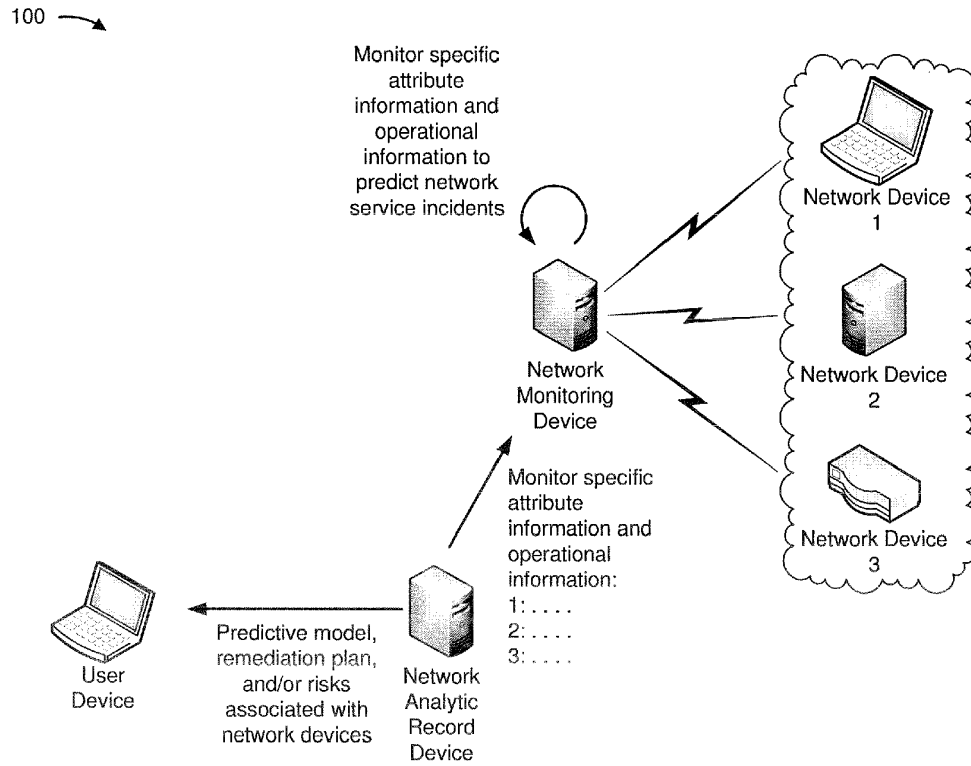 100
Monitor specific
attribute
information and
operational
information to
predict network
service incidents
Network Device
1
Network Device
2
Network Device
3
Network
Monitoring
Device
Monitor specific
attribute
information and
operational
information:
1: . . . .
2: . . . .
3: . . . .
Predictive model,
remediation plan,
and/or risks
associated with
network devices
User
Device
Network
Analytic
Record
Device